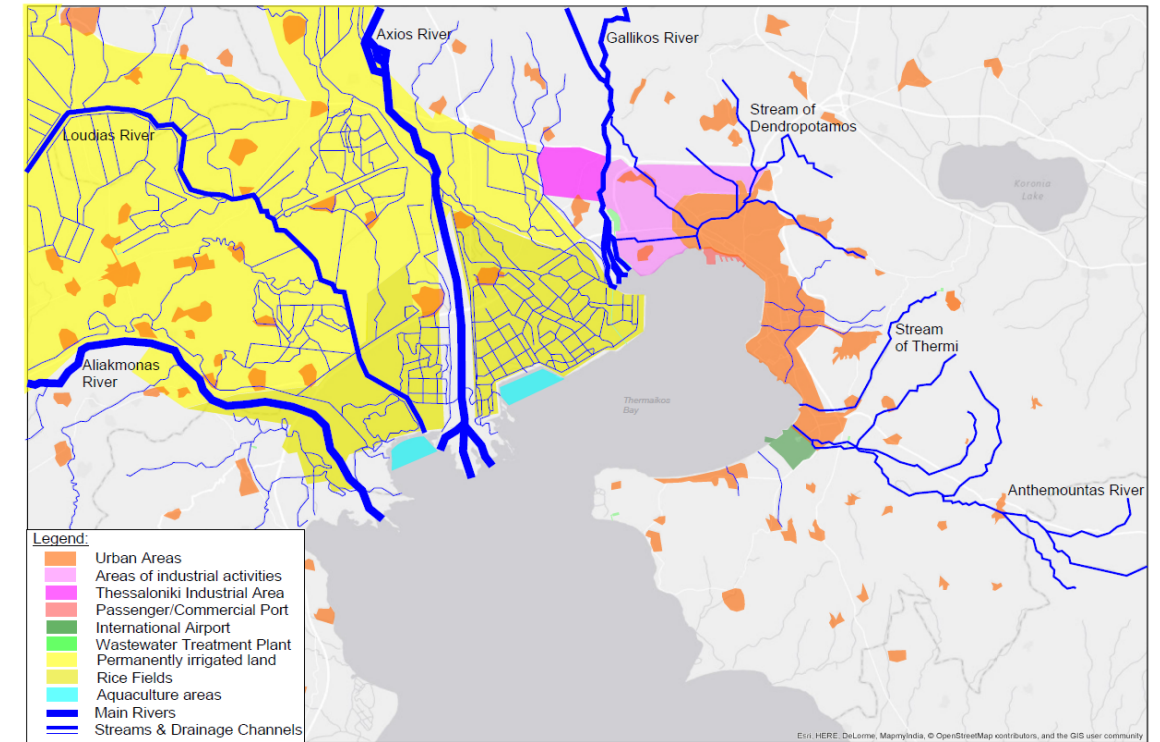 Axios River
Gallikos River
Stream of
Dendropotamos
Loudias River
Koronia
Lake
Stream
of Thermi
Aliakmonas
River
Thermaikos
Bay
Anthemountas River
Legend:
Urban Areas
Areas of industrial activities
Thessaloniki Industrial Area
Passenger/Commercial Port
International Airport
Wastewater Treatment Plant
Permanently irrigated land
Rice Fields
Aquaculture areas
Main Rivers
Streams & Drainage Channels
Esri, HERE, DeLorme, MapmyIndia, © OpenStreetMap contributors, and the GIS user community